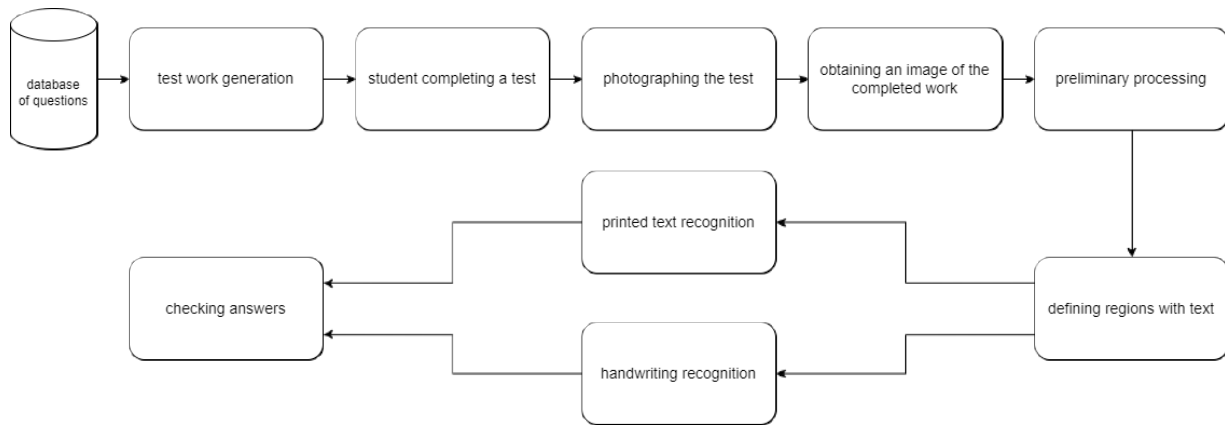 database
of questions
test work generation
student completing a test
photographing the test
obtaining an image of the
completed work
preliminary processing
printed text recognition
checking answers
defining regions with text
handwriting recognition